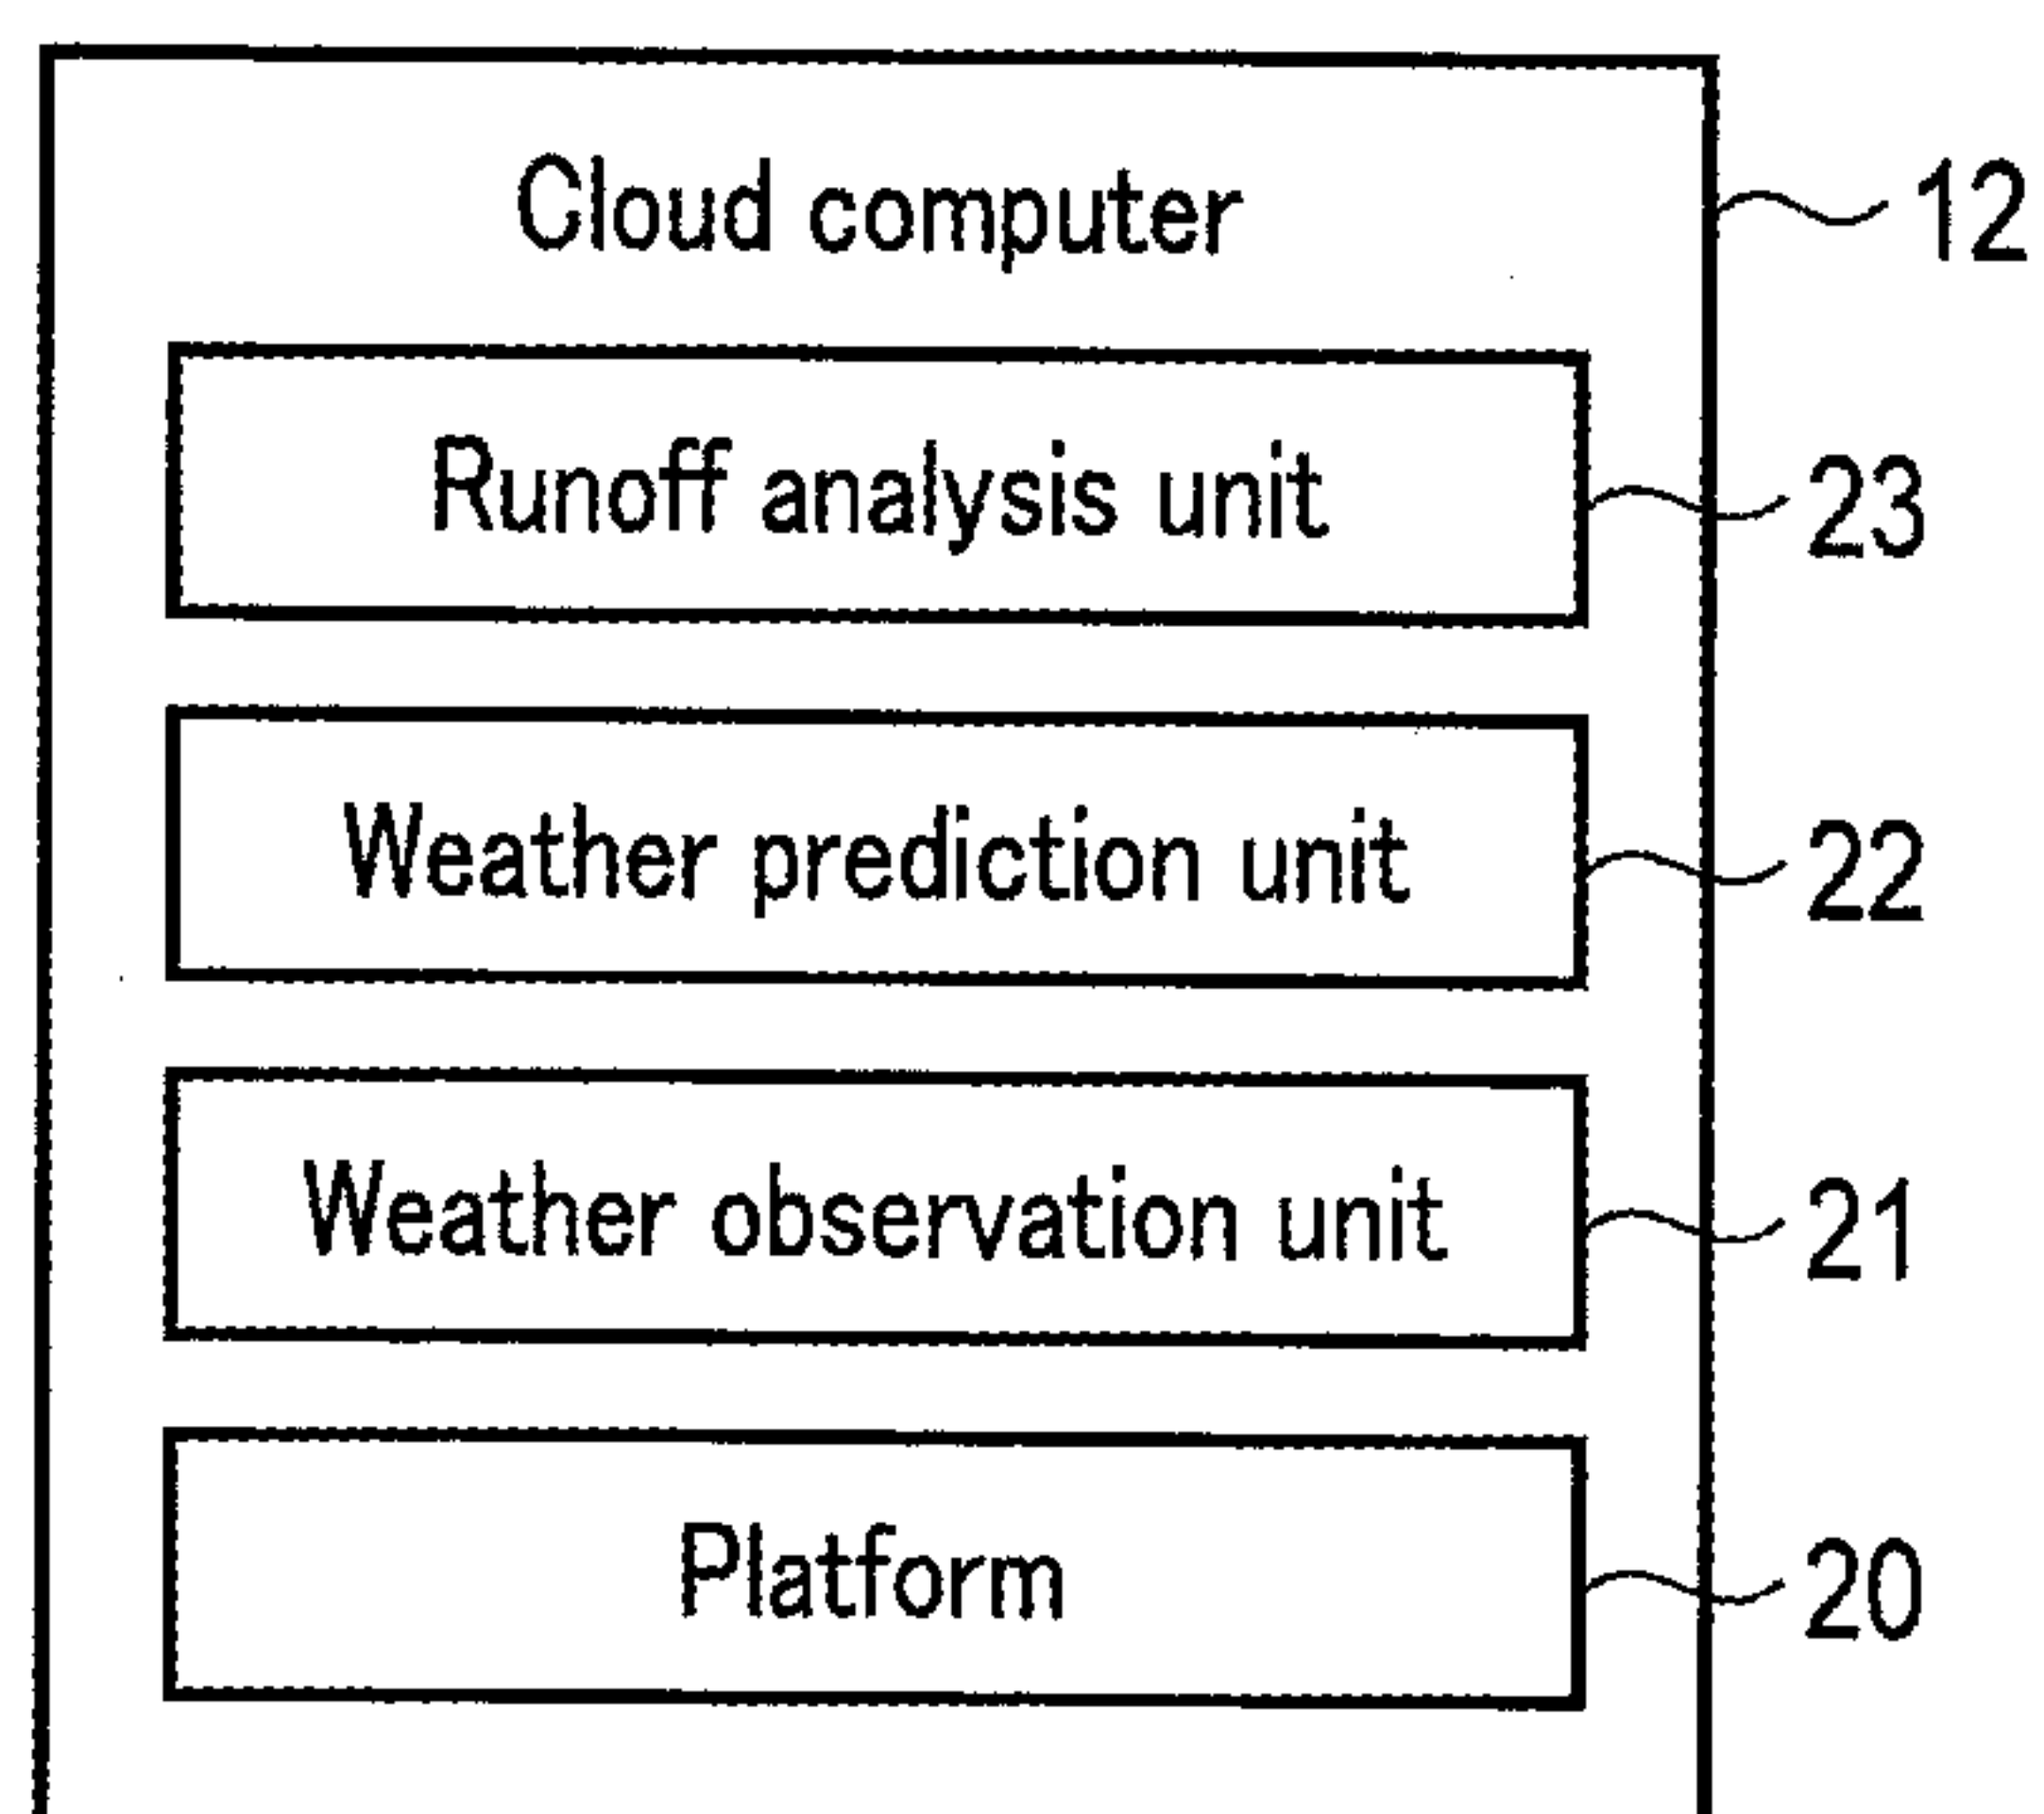 Cloud computer 12
Runoff analysis unit 23
Weather prediction unit 22
Weather observation unit 21
Platform 20